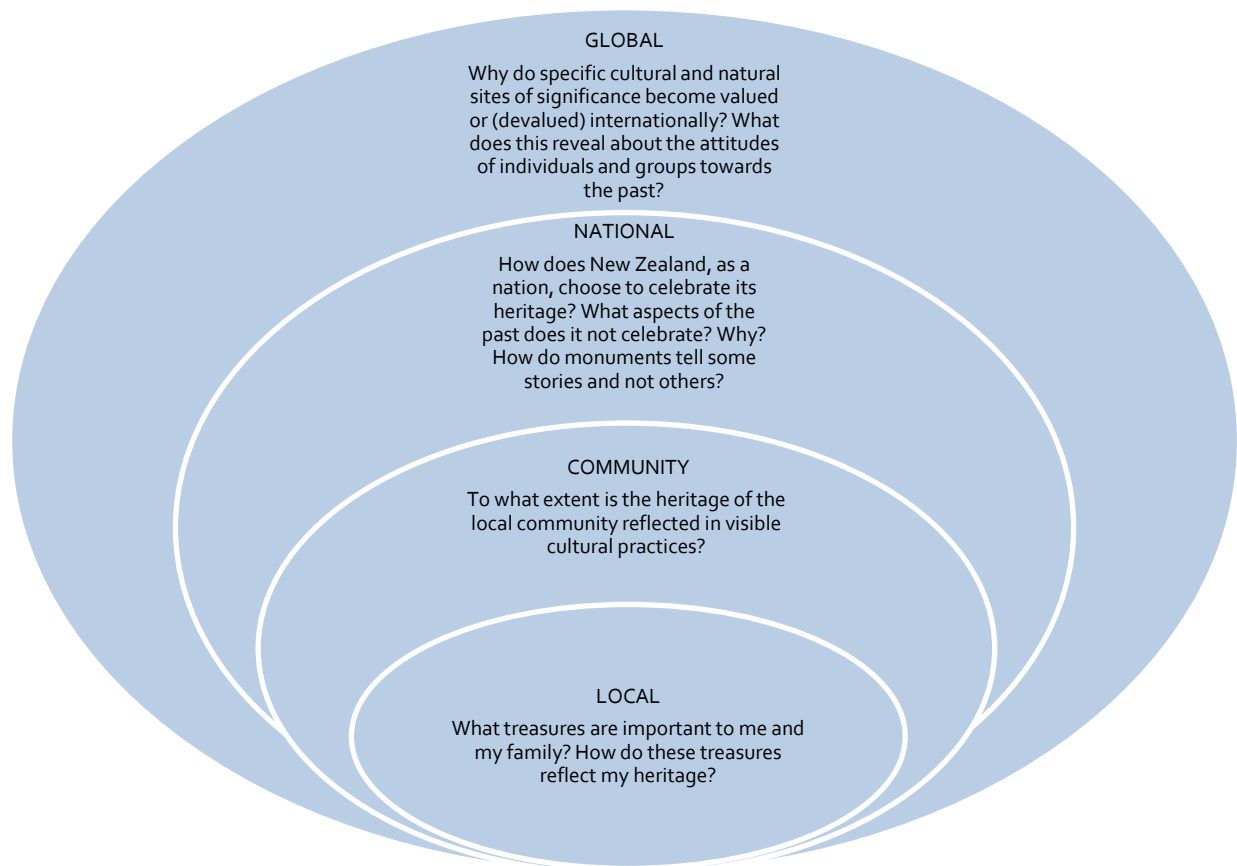 GLOBAL
Why do specific cultural and natural
sites of significance become valued
or (devalued) internationally? What
does this reveal about the attitudes
of individuals and groups towards
the past?
NATIONAL
How does New Zealand, as a
nation, choose to celebrate its
heritage? What aspects of the
past does it not celebrate? Why?
How do monuments tell some
stories and not others?
COMMUNITY
To what extent is the heritage of the
local community reflected in visible
cultural practices?
LOCAL
What treasures are important to me and
my family? How do these treasures
reflect my heritage?